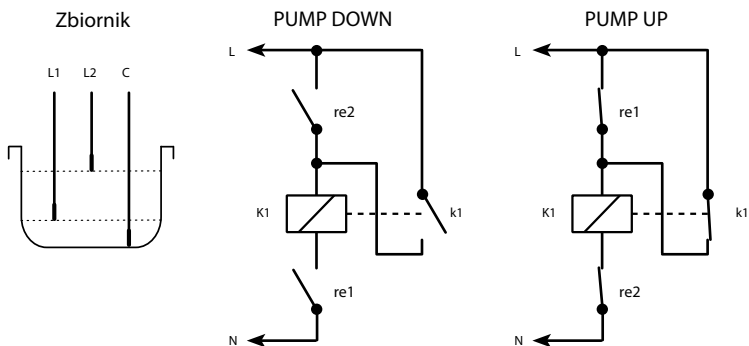 Zbiornik
L1 L2 C
PUMP DOWN
L
re2
K1
k1
re1
N
PUMP UP
L
re1
K1
k1
re2
N